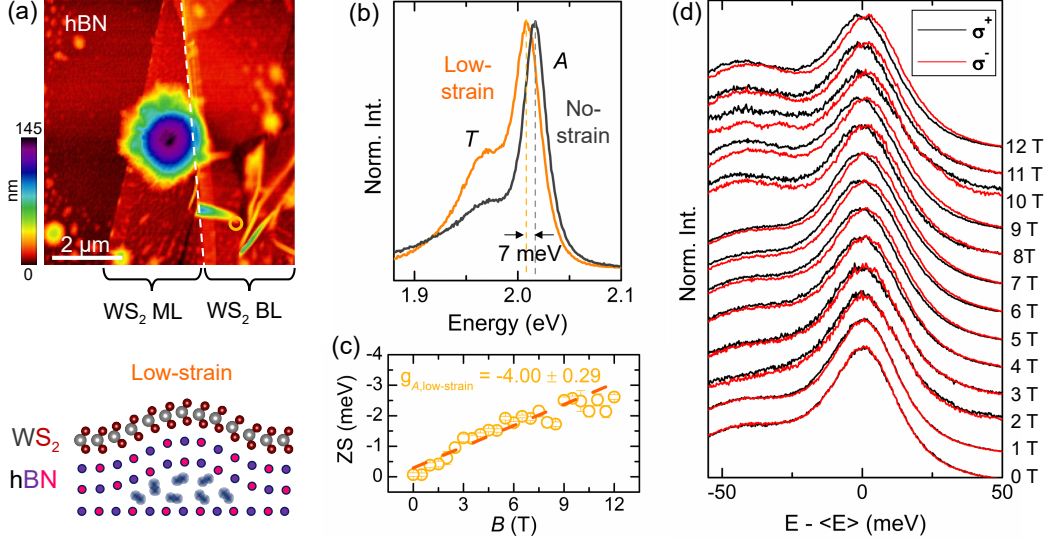 (a)
hBN
145
nm
0
2 μm
WS₂ ML
WS₂ BL
Low-strain
WS₂
hBN
(b)
Norm. Int.
Low-
strain
A
T
No-
strain
7 meV
1.9
2.0
2.1
Energy (eV)
(c)
ZS (meV)
-4
-3
-2
-1
0
g A,low-strain = -4.00 ± 0.29
0
3
6
9
12
B (T)
(d)
Norm. Int.
σ⁺
σ⁻
12 T
11 T
10 T
9 T
8T
7 T
6 T
5 T
4 T
3 T
2 T
1 T
0 T
-50
0
50
E - <E> (meV)